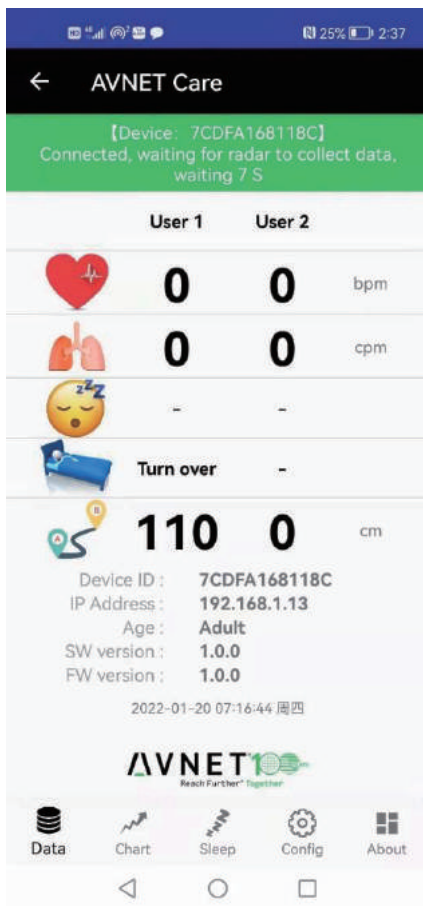 25% 2:37
AVNET Care
【Device: 7CDFA168118C】
Connected, waiting for radar to collect data,
waiting 7 S
User 1 User 2
0 0 bpm
0 0 cpm
- -
Turn over -
110 0 cm
Device ID : 7CDFA168118C
IP Address : 192.168.1.13
Age : Adult
SW version : 1.0.0
FW version : 1.0.0
2022-01-20 07:16:44 周四
AVNET 100
Reach Further™ Together
Data Chart Sleep Config About